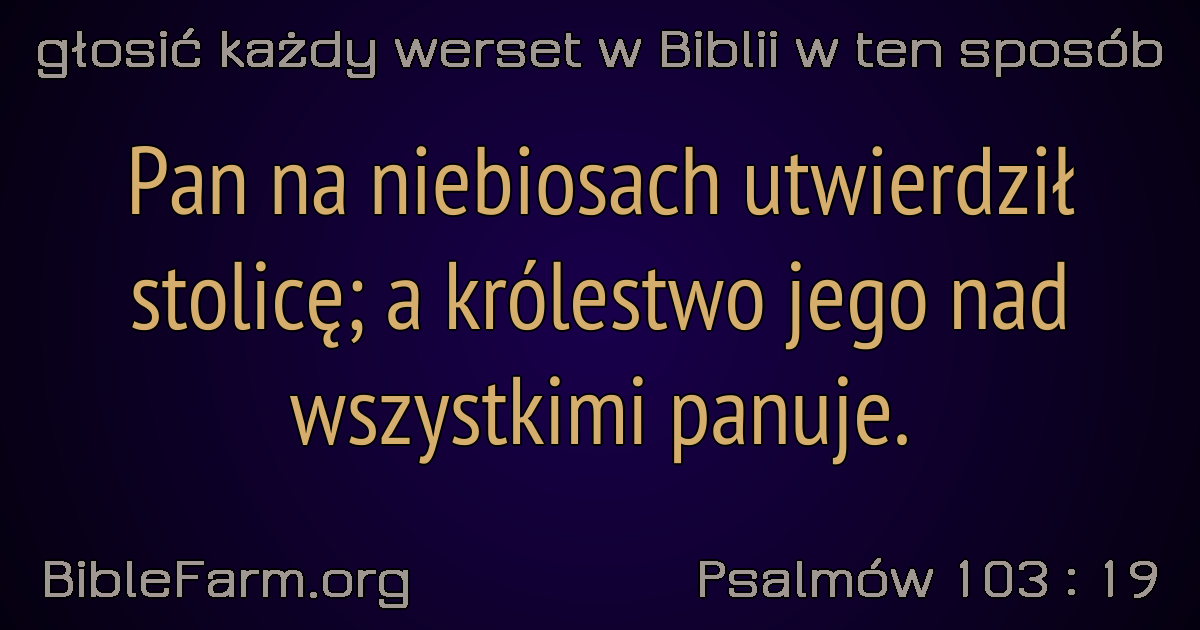 głosić każdy werset w Biblii w ten sposób
Pan na niebiosach utwierdził
stolicę; a królestwo jego nad
wszystkimi panuje.
BibleFarm.org
Psalmów 103 : 19